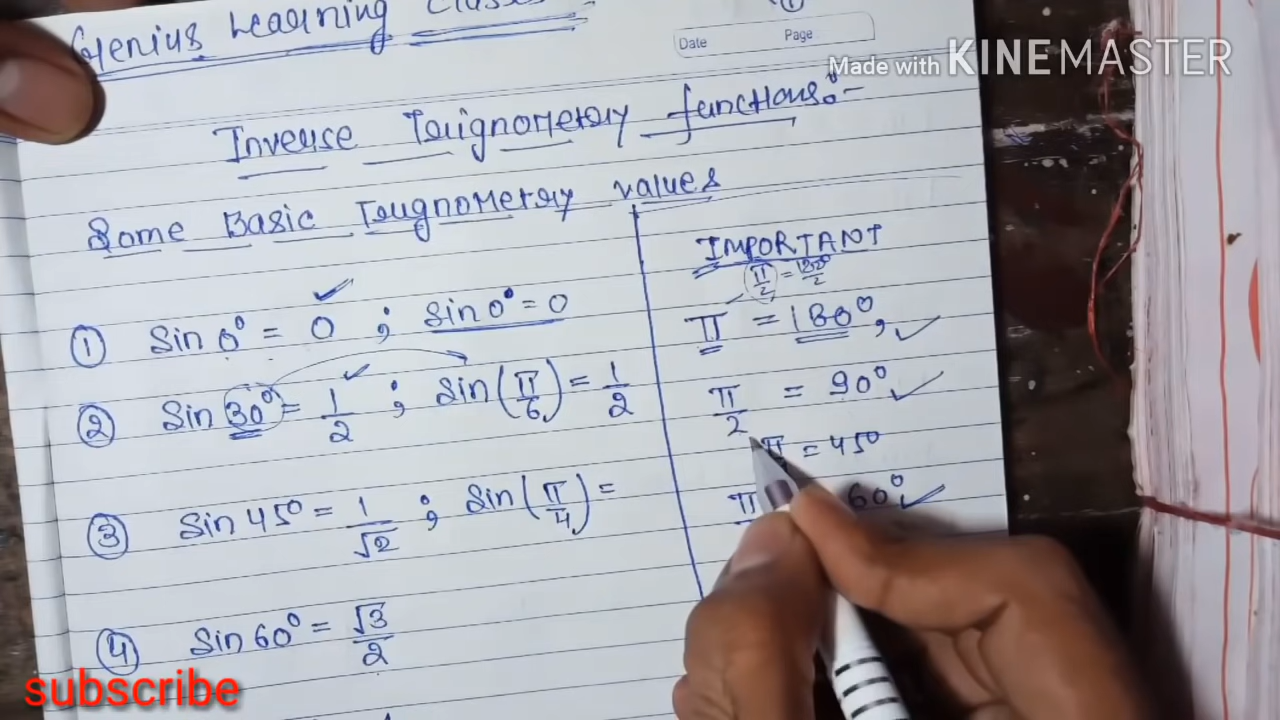 Genius Learning Classes
Date Page
Made with KINEMASTER
Inverse Trignometry functions:-
Some Basic Trignometry values
① Sin 0° = 0 ; Sin 0° = 0
② Sin 30° = 1/2 ; Sin(π/6) = 1/2
③ Sin 45° = 1/√2 ; Sin(π/4) =
④ Sin 60° = √3/2
IMPORTANT
π/2 = 180°/2
π = 180°,
π/2 = 90°
π = 45°
π 60°
subscribe